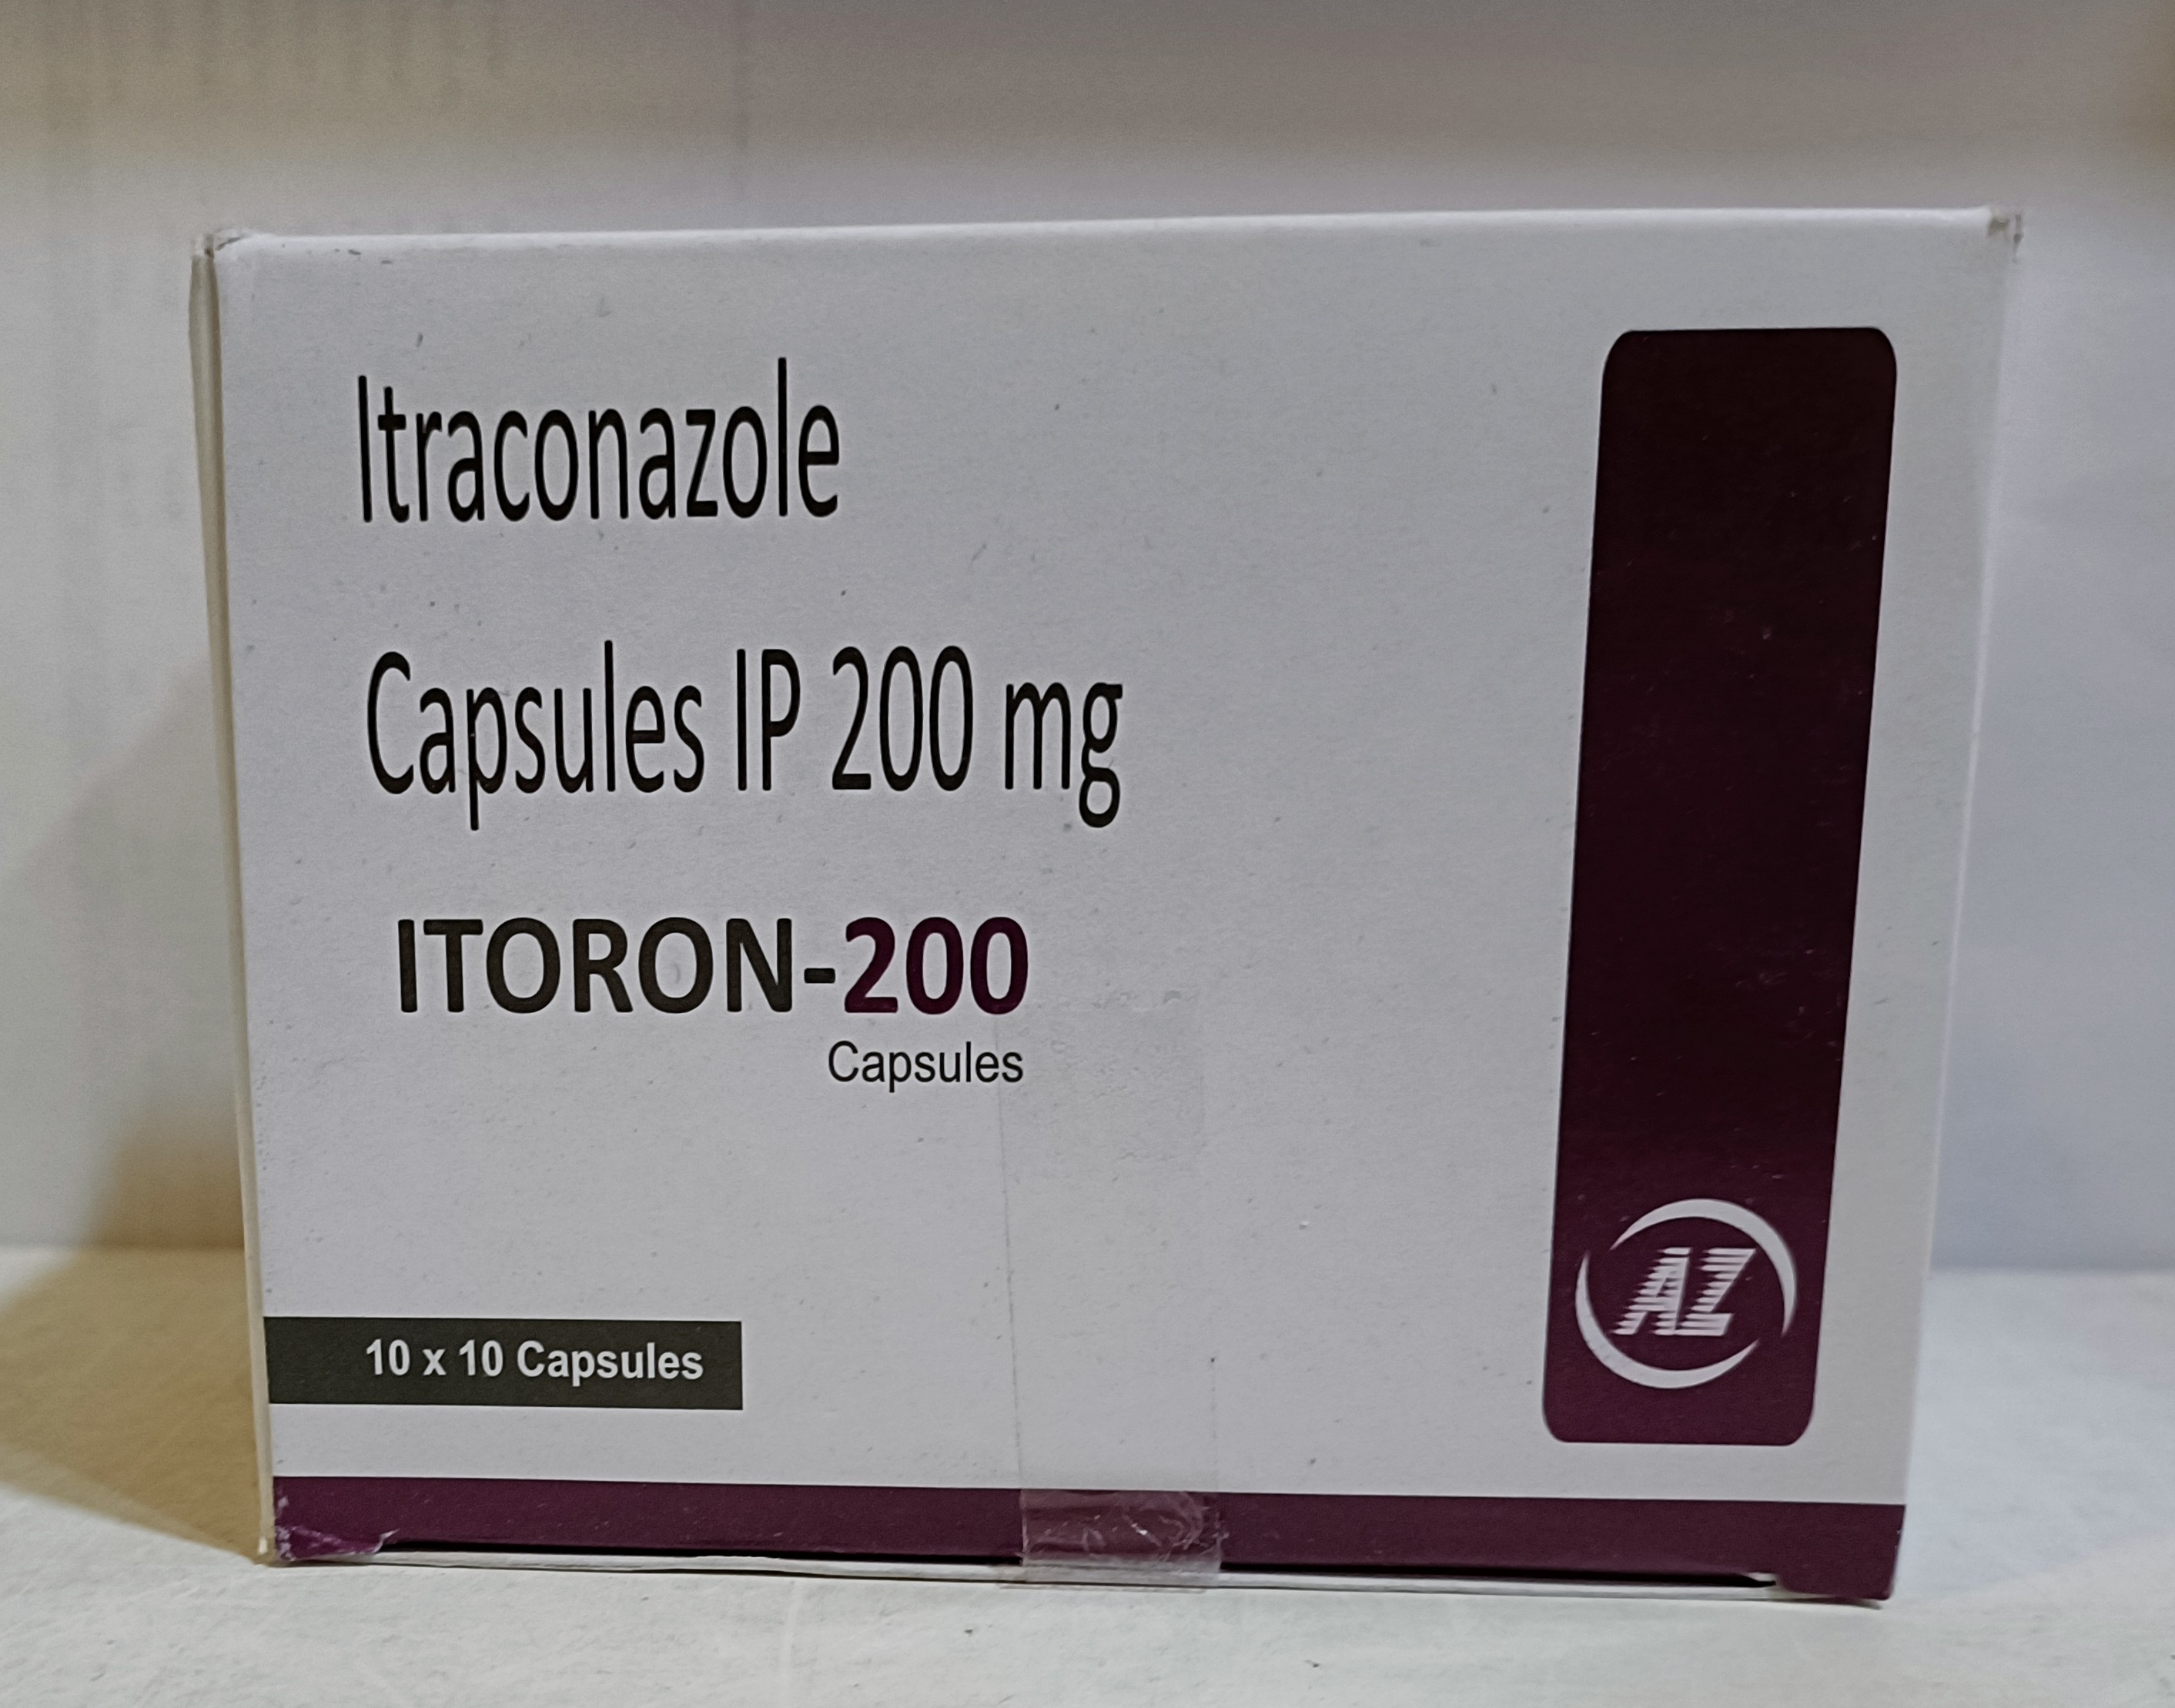 Itraconazole
Capsules IP 200 mg
ITORON-200
Capsules
10 x 10 Capsules
AZ